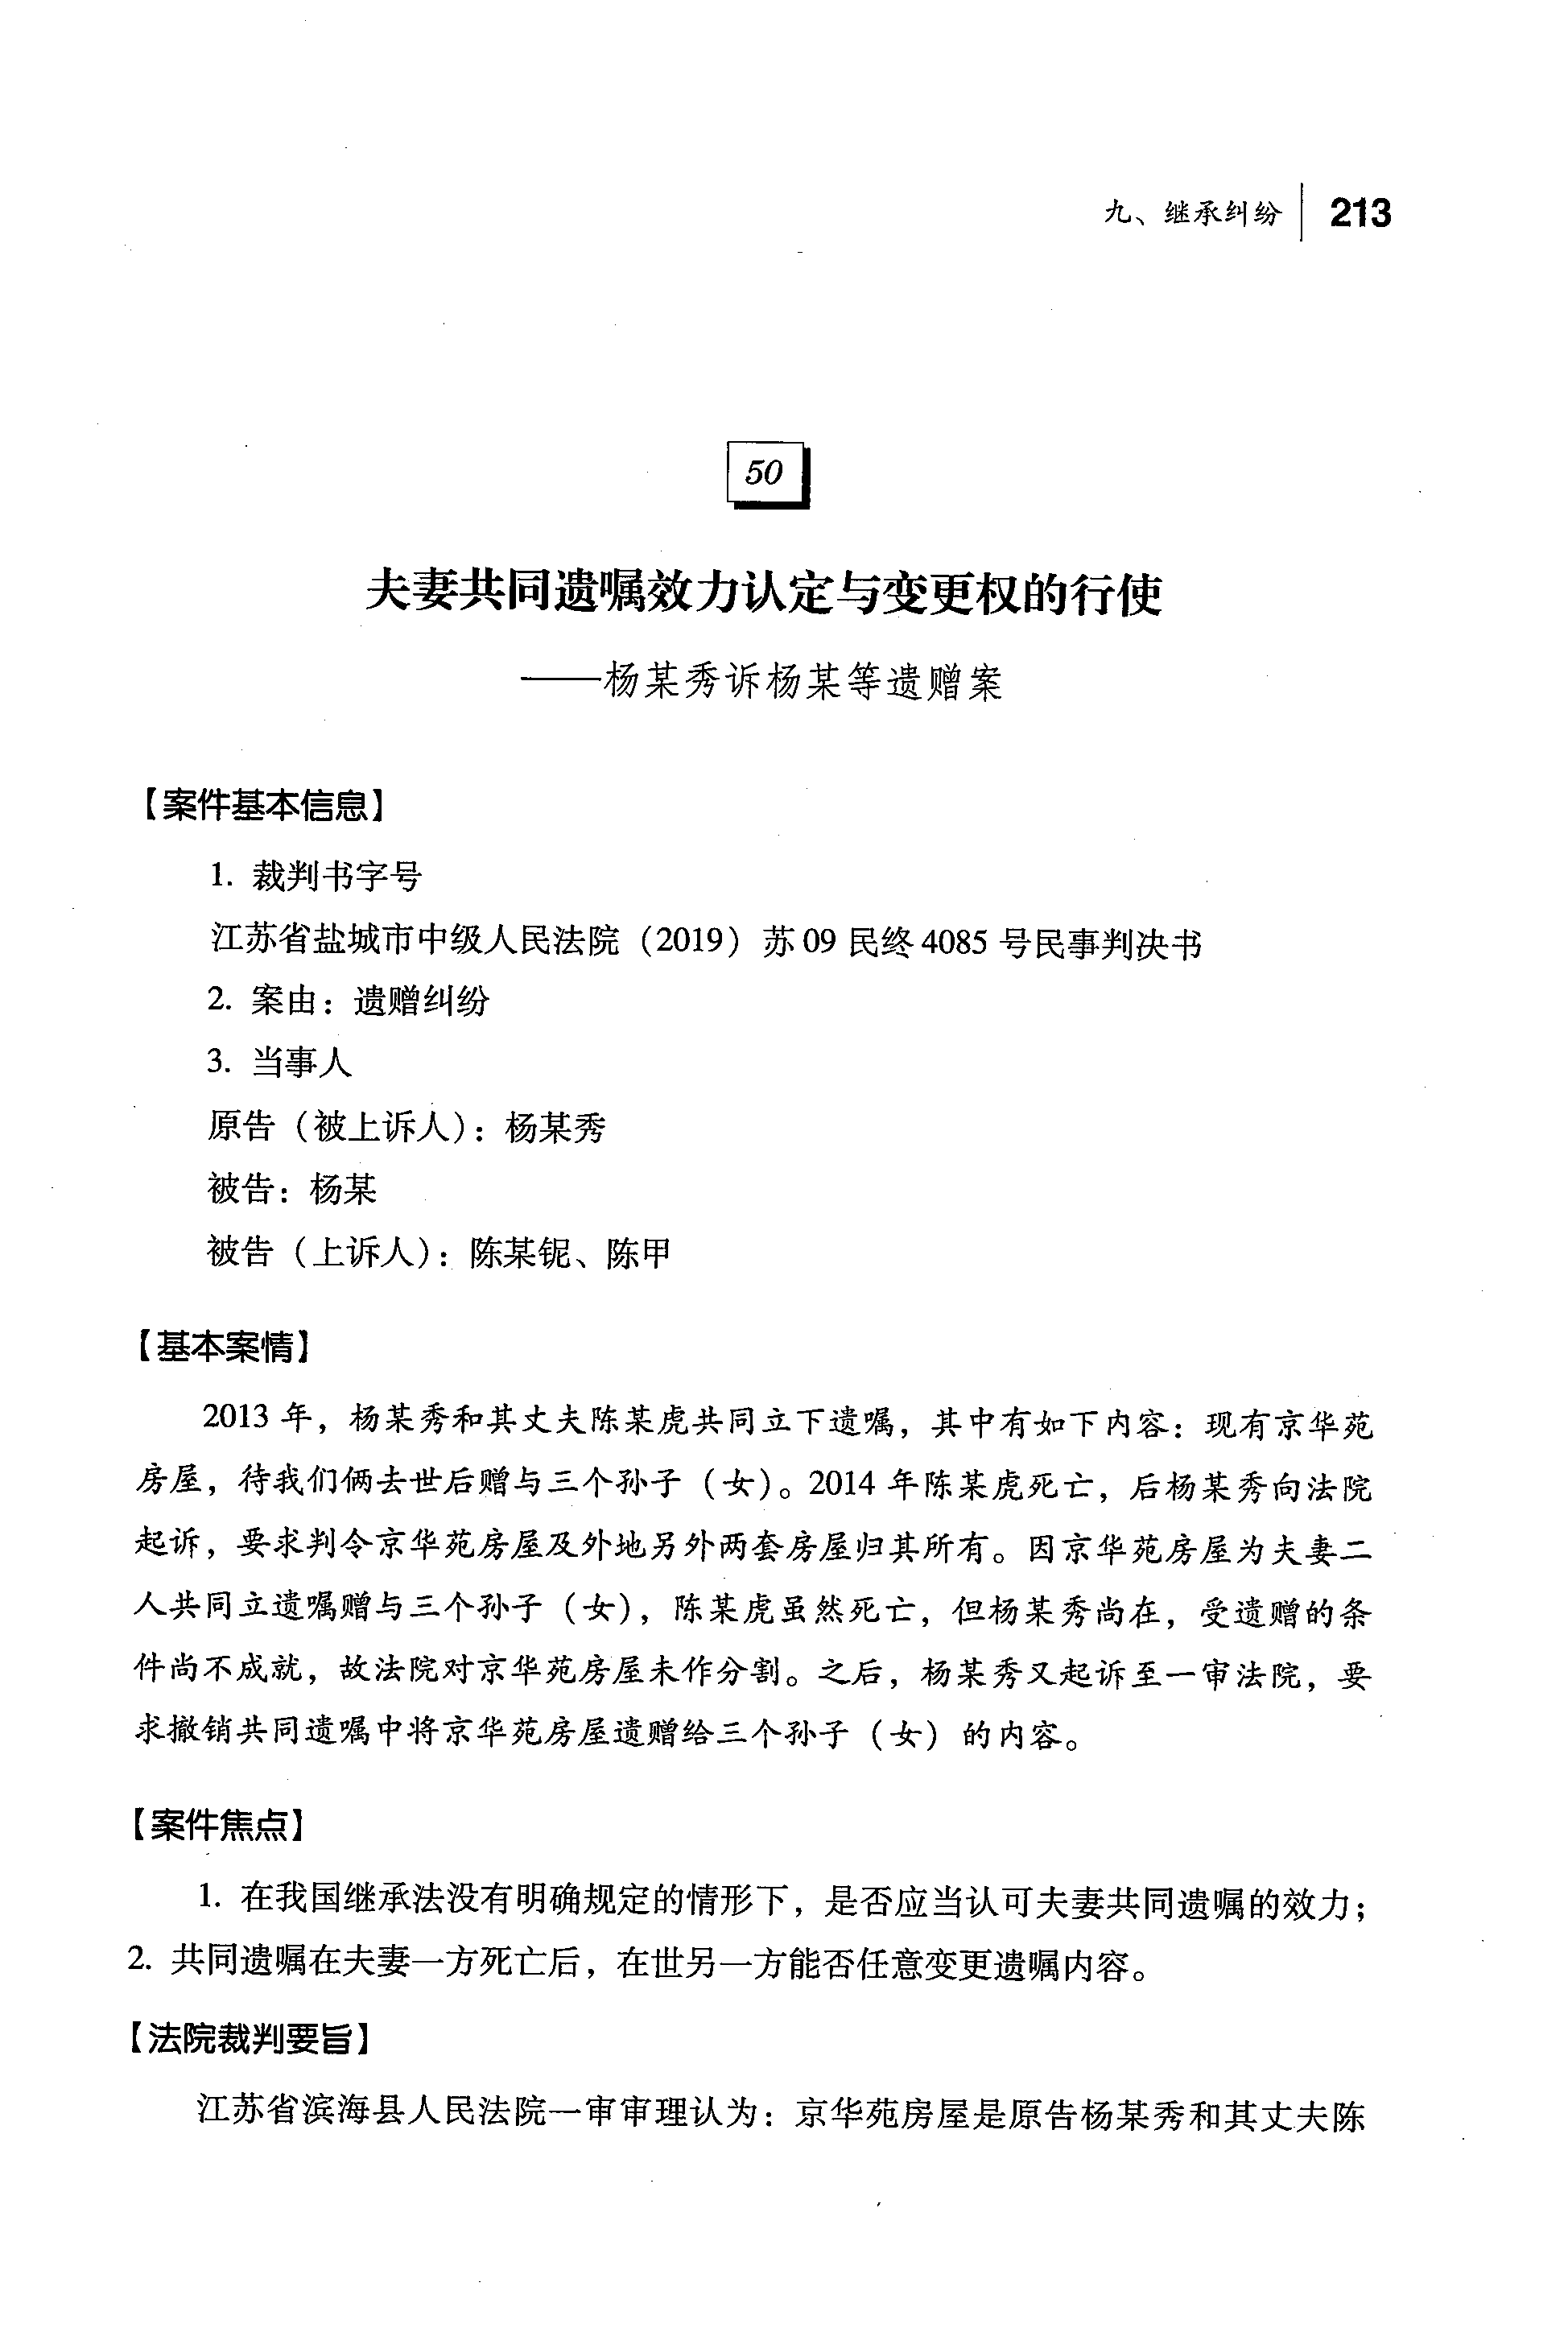 九、继承纠纷 213
50
夫妻共同遗嘱效力认定与变更权的行使
——杨某秀诉杨某等遗赠案
【案件基本信息】
1. 裁判书字号
江苏省盐城市中级人民法院（2019）苏 09 民终 4085 号民事判决书
2. 案由：遗赠纠纷
3. 当事人
原告（被上诉人）：杨某秀
被告：杨某
被告（上诉人）：陈某铌、陈甲
【基本案情】
2013 年，杨某秀和其丈夫陈某虎共同立下遗嘱，其中有如下内容：现有京华苑
房屋，待我们俩去世后赠与三个孙子（女）。2014 年陈某虎死亡，后杨某秀向法院
起诉，要求判令京华苑房屋及外地另外两套房屋归其所有。因京华苑房屋为夫妻二
人共同立遗嘱赠与三个孙子（女），陈某虎虽然死亡，但杨某秀尚在，受遗赠的条
件尚不成就，故法院对京华苑房屋未作分割。之后，杨某秀又起诉至一审法院，要
求撤销共同遗嘱中将京华苑房屋遗赠给三个孙子（女）的内容。
【案件焦点】
1. 在我国继承法没有明确规定的情形下，是否应当认可夫妻共同遗嘱的效力；
2. 共同遗嘱在夫妻一方死亡后，在世另一方能否任意变更遗嘱内容。
【法院裁判要旨】
江苏省滨海县人民法院一审审理认为：京华苑房屋是原告杨某秀和其丈夫陈